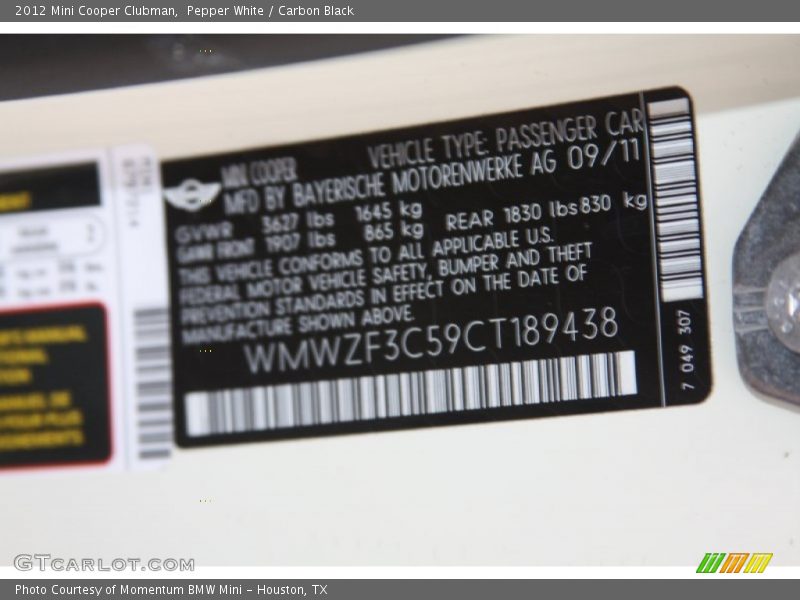 2012 Mini Cooper Clubman,  Pepper White / Carbon Black
MINI COOPER
VEHICLE TYPE: PASSENGER CAR
MFD BY BAYERISCHE MOTORENWERKE AG 09/11
GVWR 3627 lbs 1645 kg
GAWR FRONT 1907 lbs 865 kg REAR 1830 lbs 830 kg
THIS VEHICLE CONFORMS TO ALL APPLICABLE U.S.
FEDERAL MOTOR VEHICLE SAFETY, BUMPER AND THEFT
PREVENTION STANDARDS IN EFFECT ON THE DATE OF
MANUFACTURE SHOWN ABOVE.
WMWZF3C59CT189438
7 049 307
GTCARLOT.COM
Photo Courtesy of Momentum BMW Mini - Houston, TX